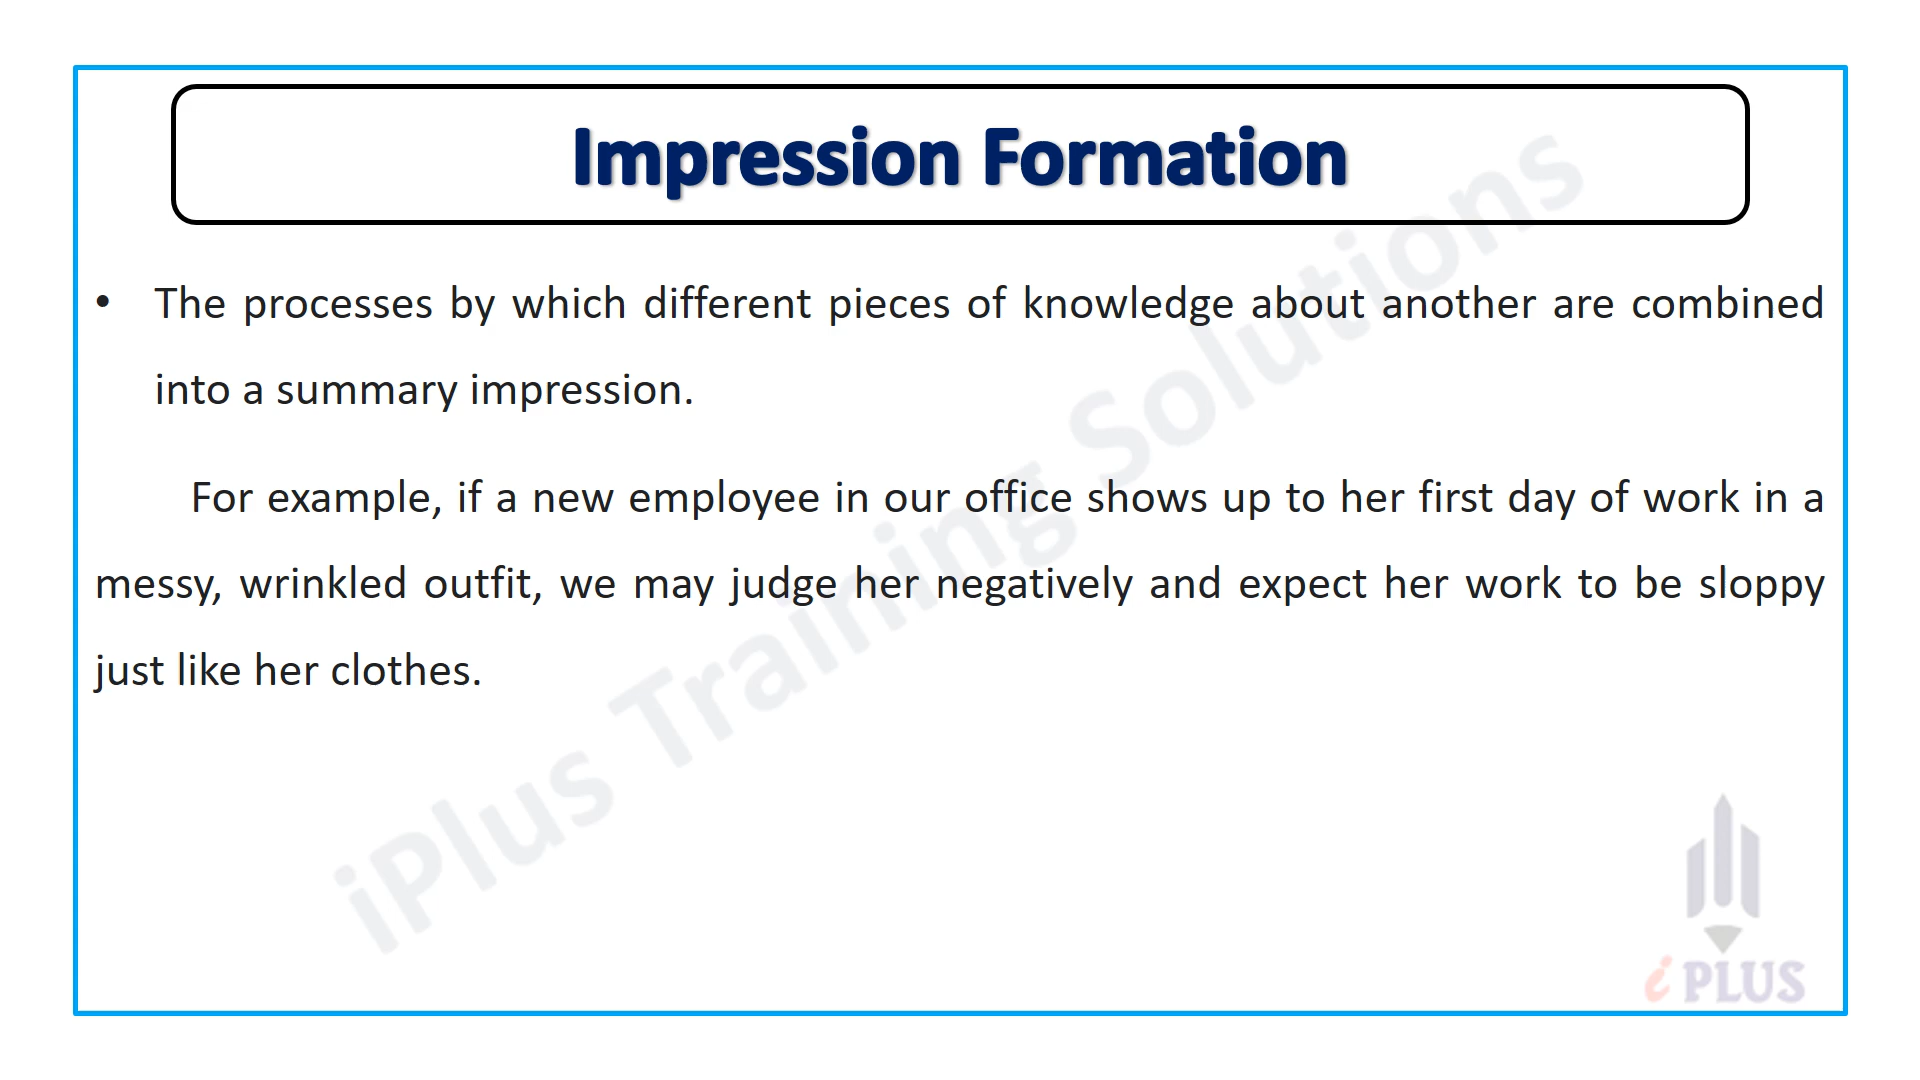 Impression Formation
• The processes by which different pieces of knowledge about another are combined
into a summary impression.
For example, if a new employee in our office shows up to her first day of work in a
messy, wrinkled outfit, we may judge her negatively and expect her work to be sloppy
just like her clothes.
iPlus Training Solutions
i PLUS